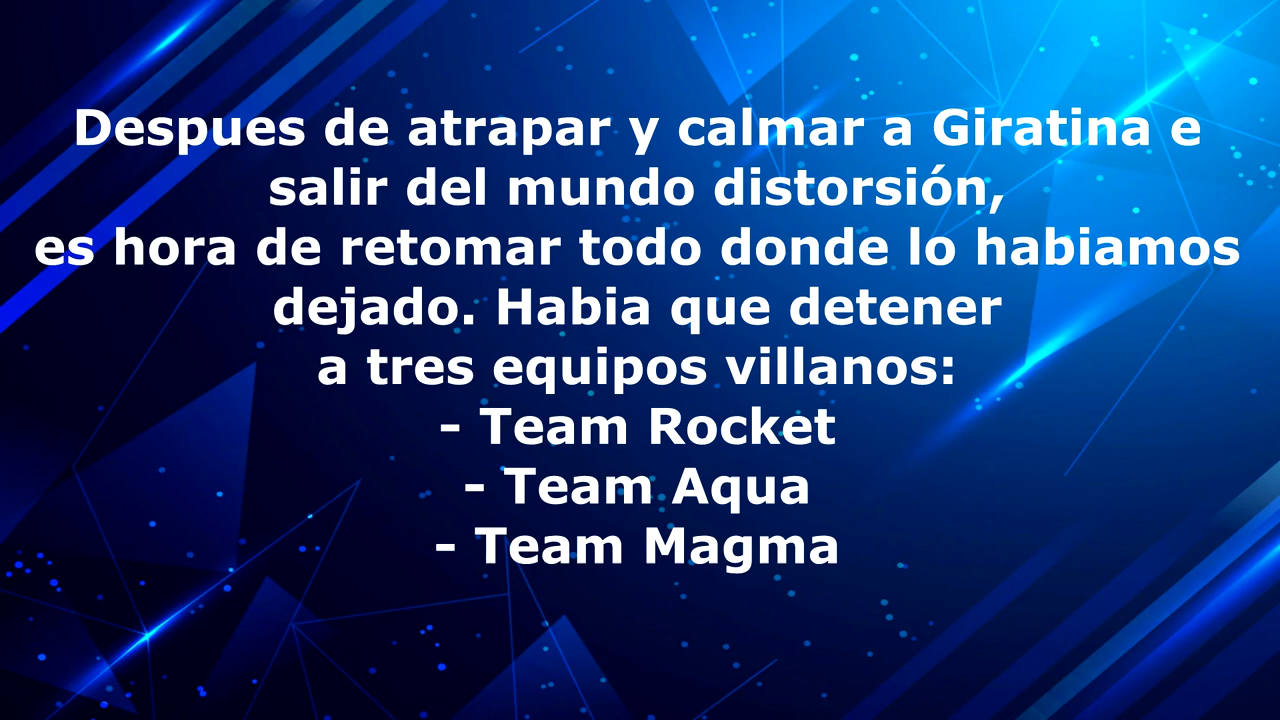 Despues de atrapar y calmar a Giratina e
salir del mundo distorsión,
es hora de retomar todo donde lo habiamos
dejado. Habia que detener
a tres equipos villanos:
- Team Rocket
- Team Aqua
- Team Magma